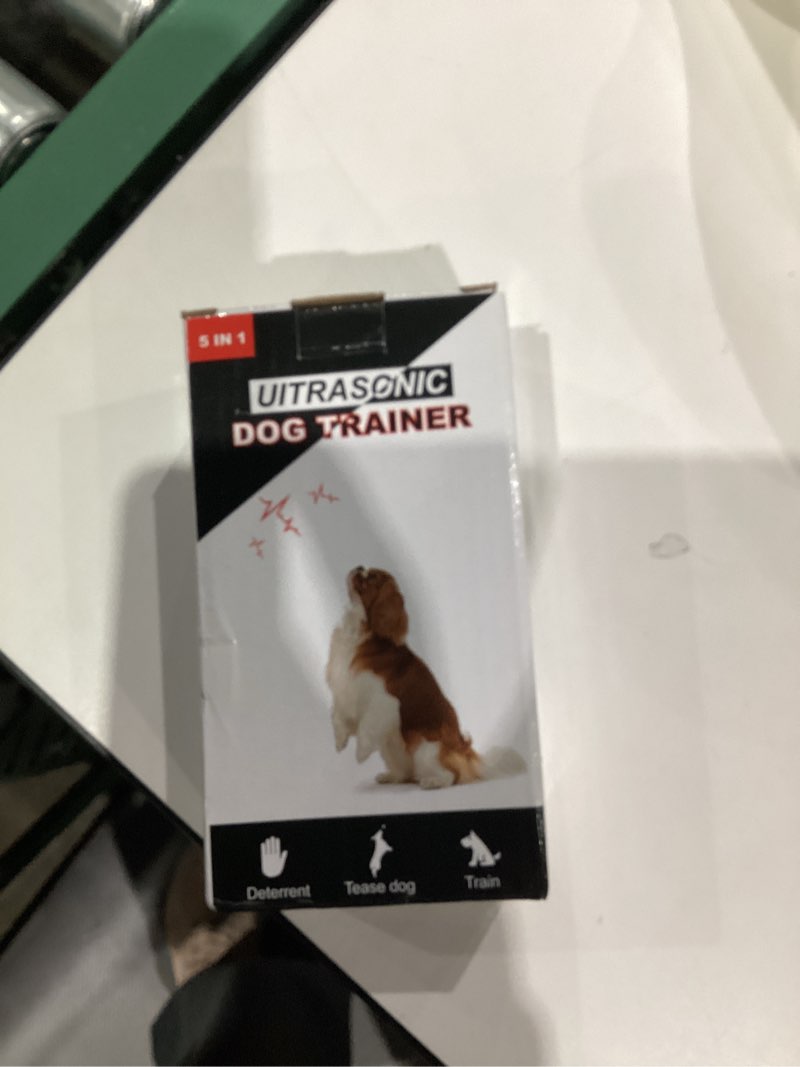 5 IN 1
UITRASONIC
DOG TRAINER
Deterrent Tease dog Train